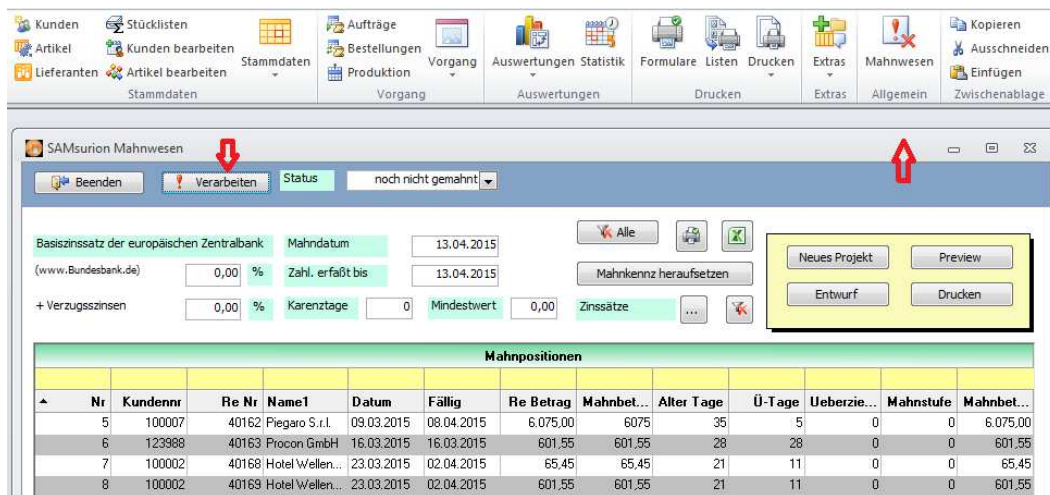 Kunden Stücklisten Aufträge Kopieren
Artikel Kunden bearbeiten Bestellungen Ausschneiden
Lieferanten Artikel bearbeiten Stammdaten Produktion Vorgang Auswertungen Statistik Formulare Listen Drucken Extras Mahnwesen Einfügen
Stammdaten Vorgang Auswertungen Drucken Extras Allgemein Zwischenablage
SAMsurion Mahnwesen
Beenden Verarbeiten Status noch nicht gemahnt
Alle
Basiszinssatz der europäischen Zentralbank Mahndatum 13.04.2015
Neues Projekt Preview
(www.Bundesbank.de) 0,00 % Zahl. erfaßt bis 13.04.2015 Mahnkennz heraufsetzen
Entwurf Drucken
+ Verzugsszinsen 0,00 % Karenztage 0 Mindestwert 0,00 Zinssätze ...
Mahnpositionen
Nr Kundennr Re Nr Name1 Datum Fällig Re Betrag Mahnbet... Alter Tage Ü-Tage Ueberzie... Mahnstufe Mahnbet...
5 100007 40162 Piegaro S.r.l. 09.03.2015 08.04.2015 6.075,00 6075 35 5 0 0 6.075,00
6 123988 40163 Procon GmbH 16.03.2015 16.03.2015 601,55 601,55 28 28 0 0 601,55
7 100002 40168 Hotel Wellen... 23.03.2015 02.04.2015 65,45 65,45 21 11 0 0 65,45
8 100002 40169 Hotel Wellen... 23.03.2015 02.04.2015 601,55 601,55 21 11 0 0 601,55